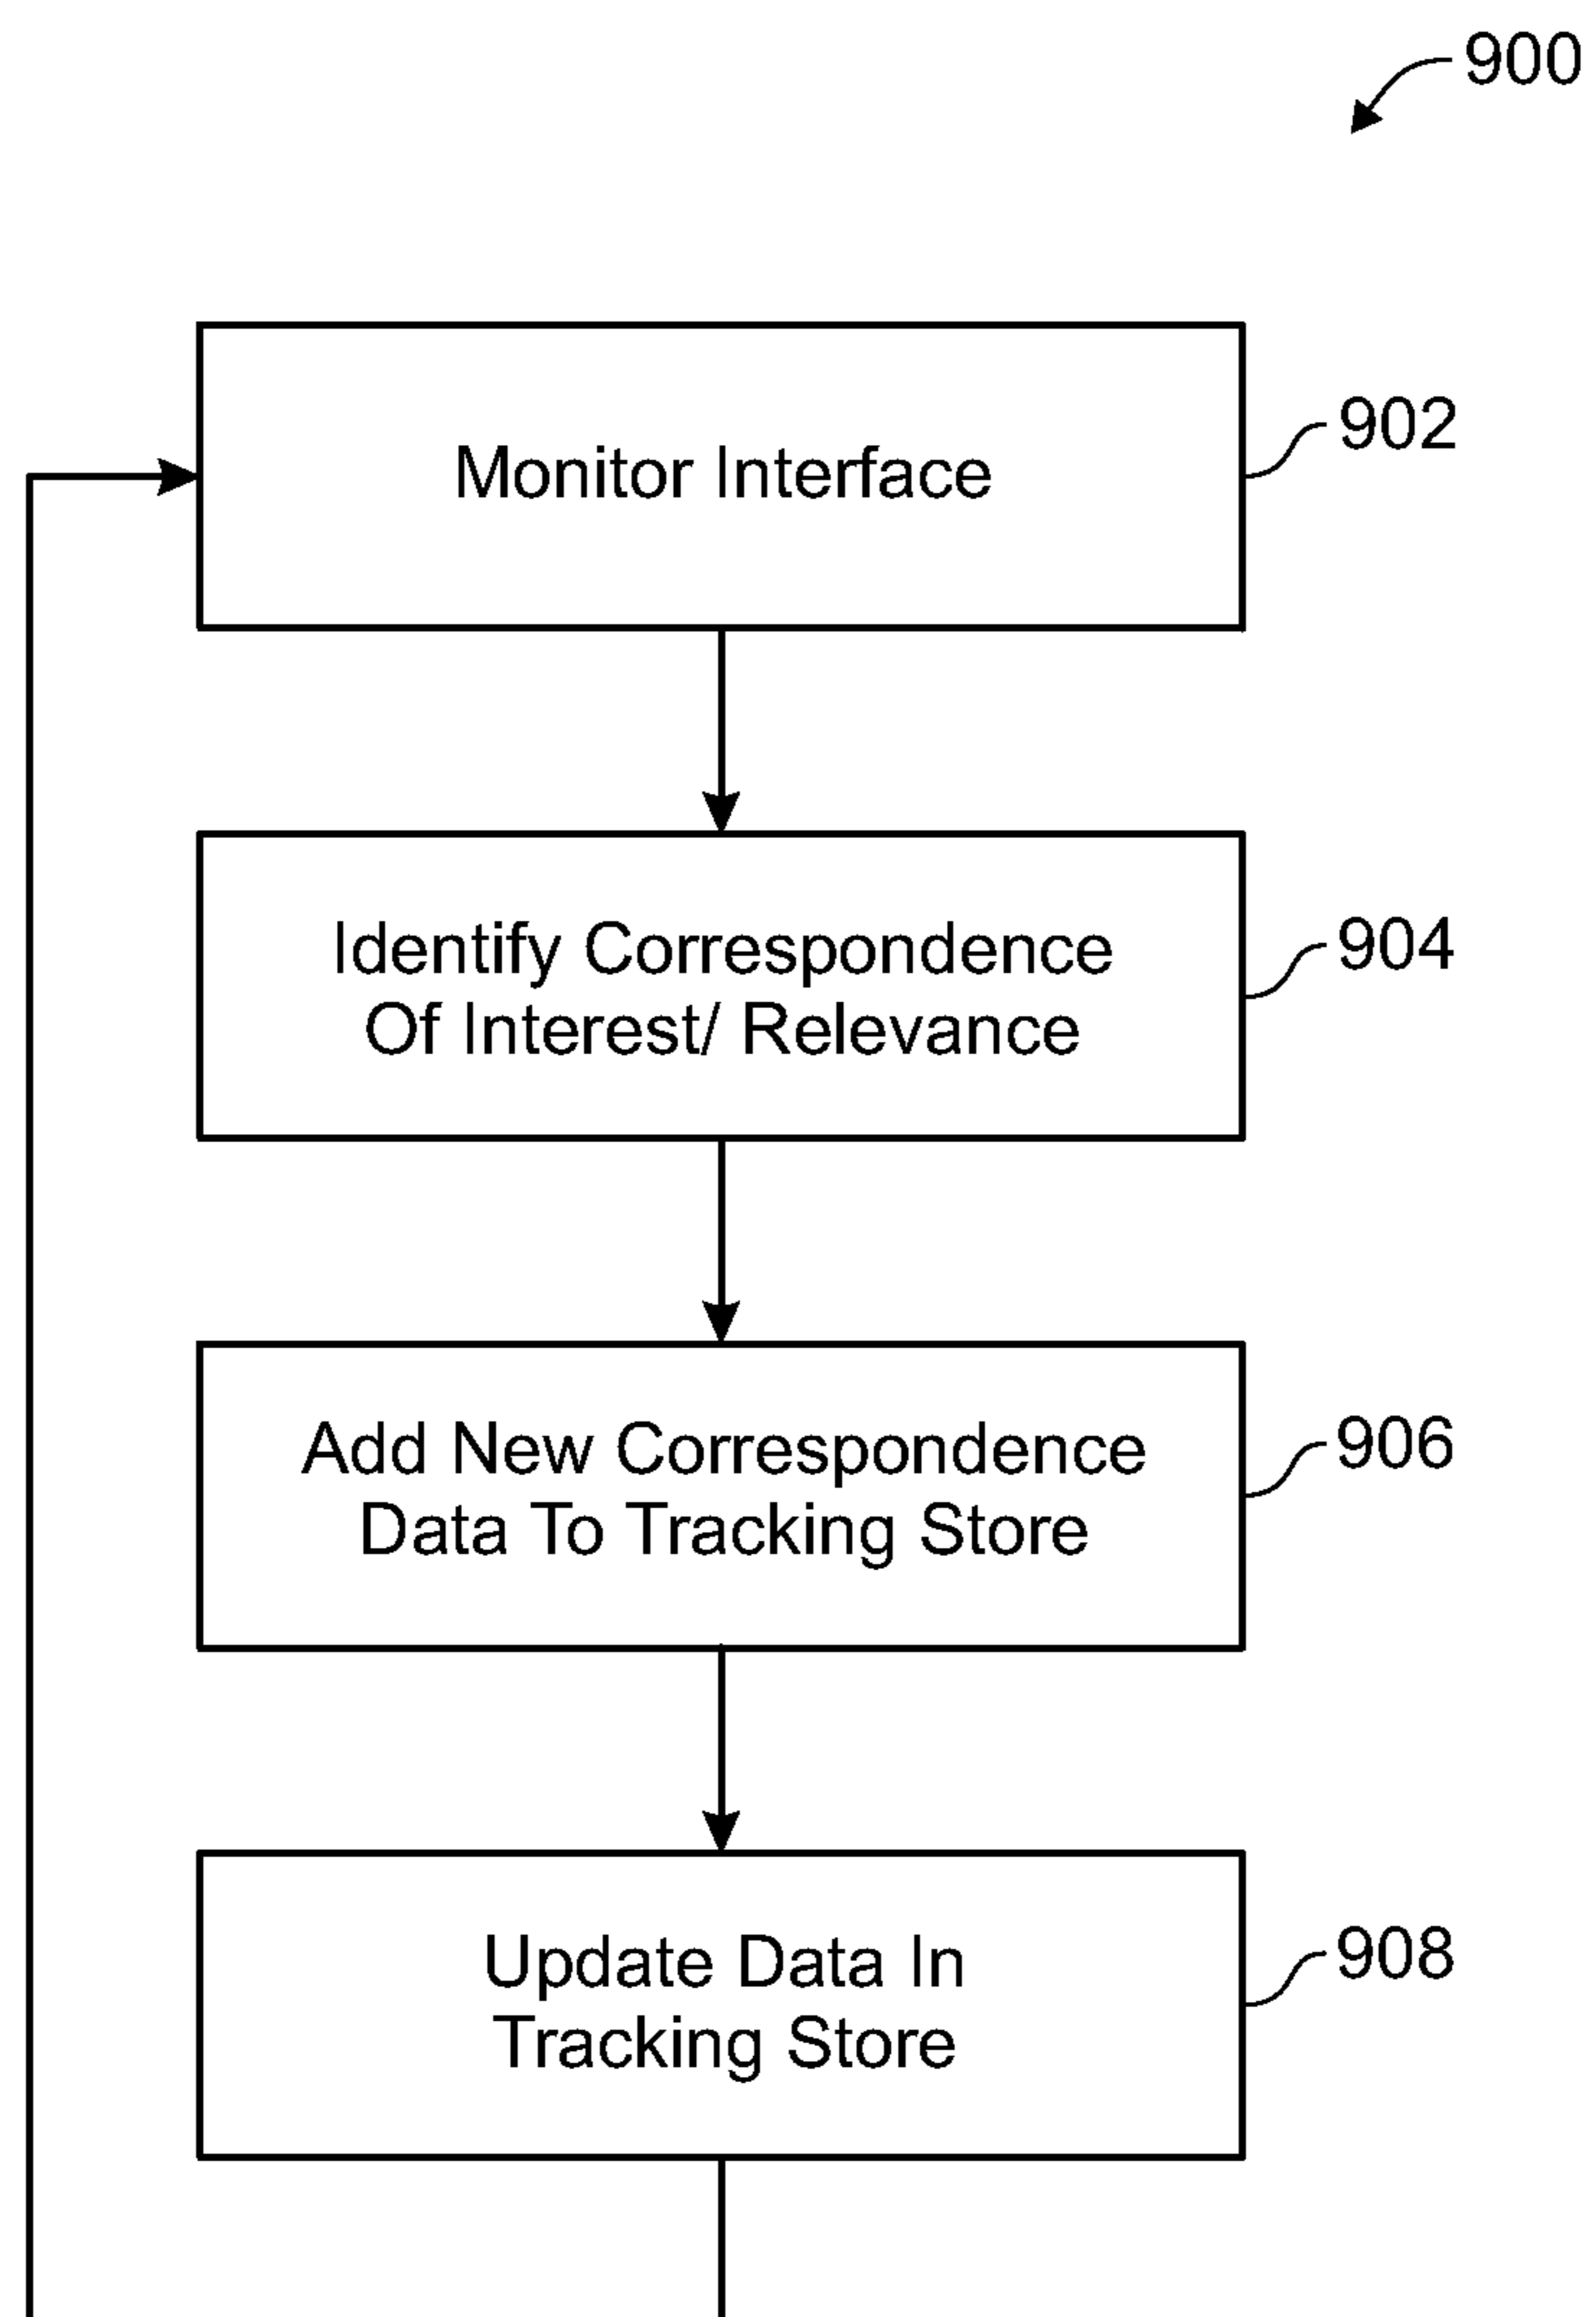 900
Monitor Interface
902
Identify Correspondence
Of Interest/ Relevance
904
Add New Correspondence
Data To Tracking Store
906
Update Data In
Tracking Store
908